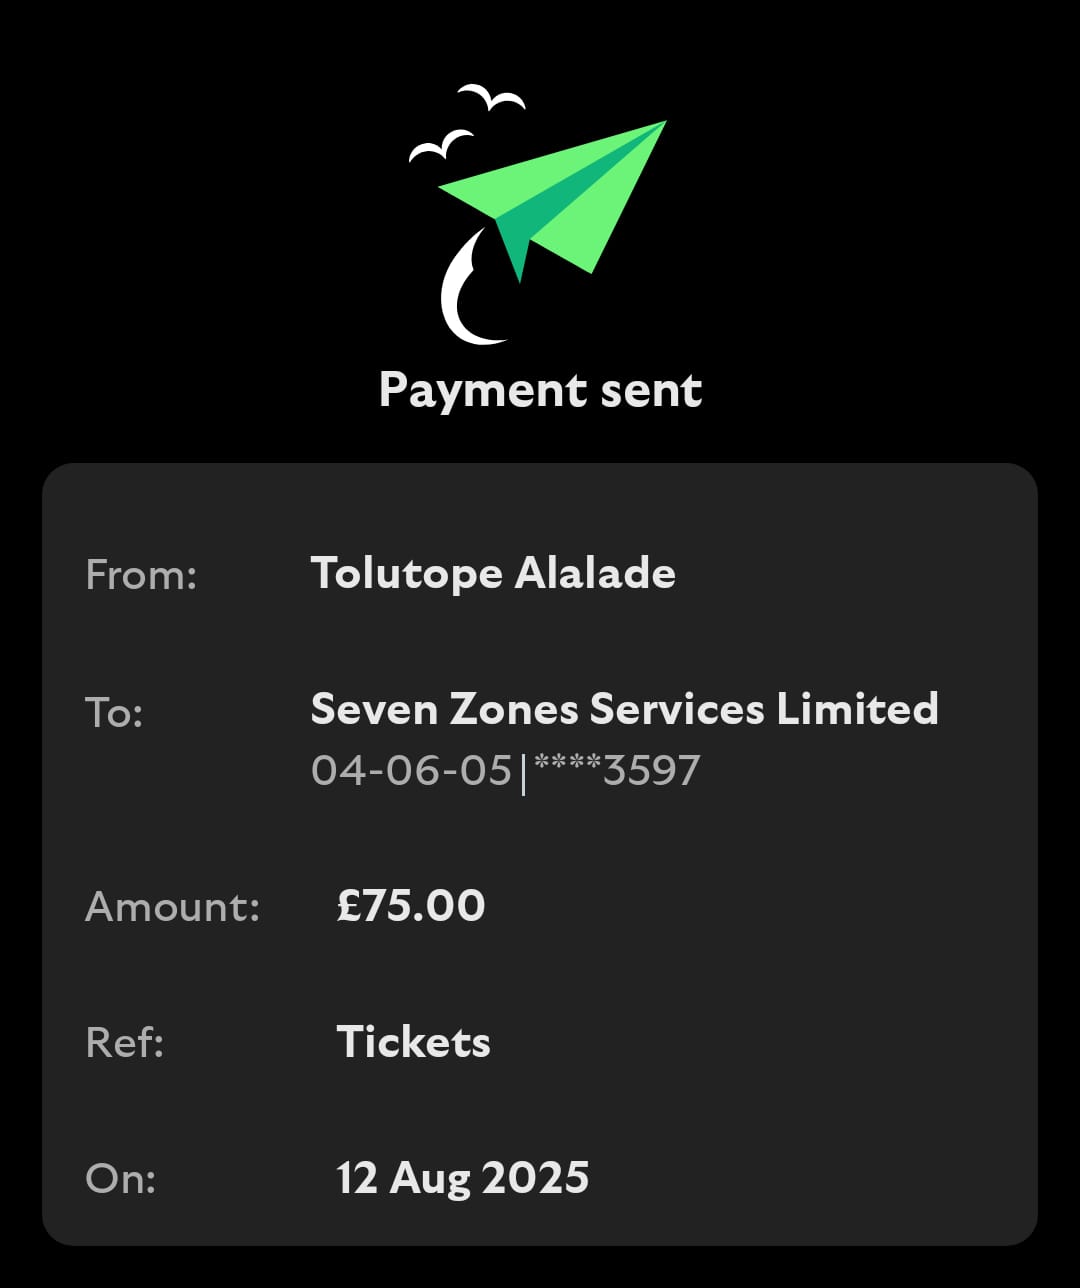 Payment sent
From: Tolutope Alalade
To: Seven Zones Services Limited
04-06-05|****3597
Amount: £75.00
Ref: Tickets
On: 12 Aug 2025